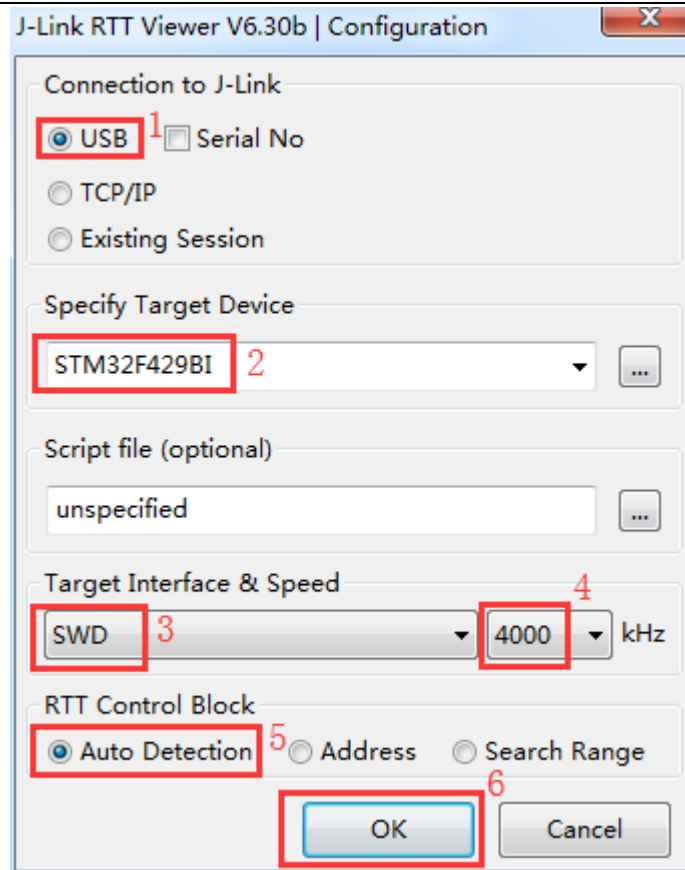 J-Link RTT Viewer V6.30b | Configuration
Connection to J-Link
USB 1 Serial No
TCP/IP
Existing Session
Specify Target Device
STM32F429BI 2 ...
Script file (optional)
unspecified ...
Target Interface & Speed 4
SWD 3 4000 kHz
RTT Control Block
Auto Detection 5 Address Search Range
6
OK Cancel